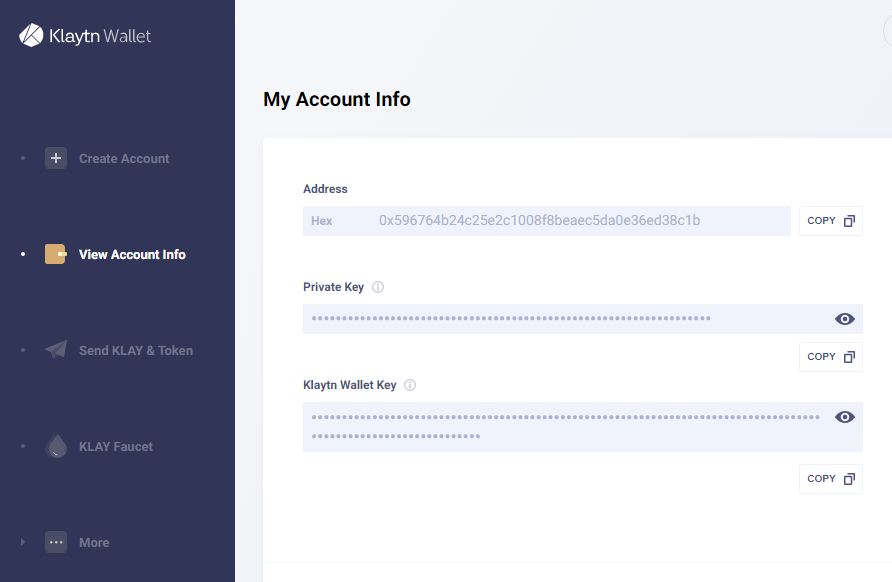 Klaytn Wallet
Create Account
View Account Info
Send KLAY & Token
KLAY Faucet
More
My Account Info
Address
Hex 0x596764b24c25e2c1008f8beaec5da0e36ed38c1b COPY
Private Key
COPY
Klaytn Wallet Key
COPY